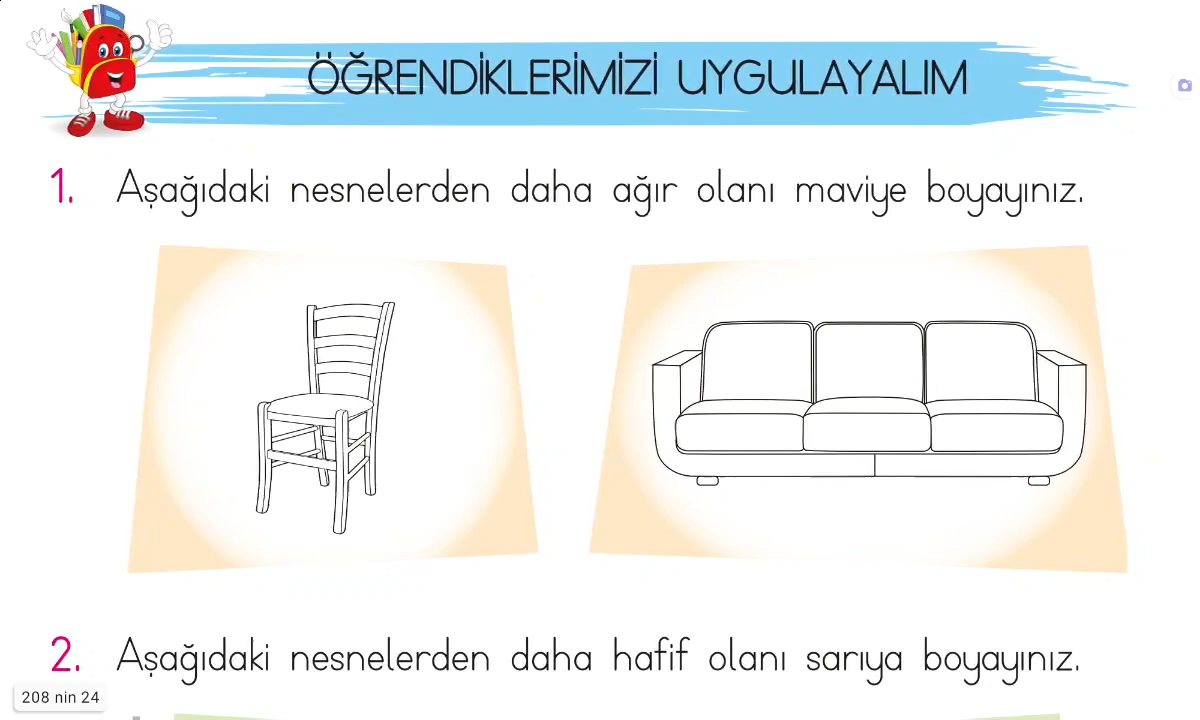 ÖĞRENDİKLERİMİZİ UYGULAYALIM
1. Aşağıdaki nesnelerden daha ağır olanı maviye boyayınız.
2. Aşağıdaki nesnelerden daha hafif olanı sarıya boyayınız.
208 nin 24